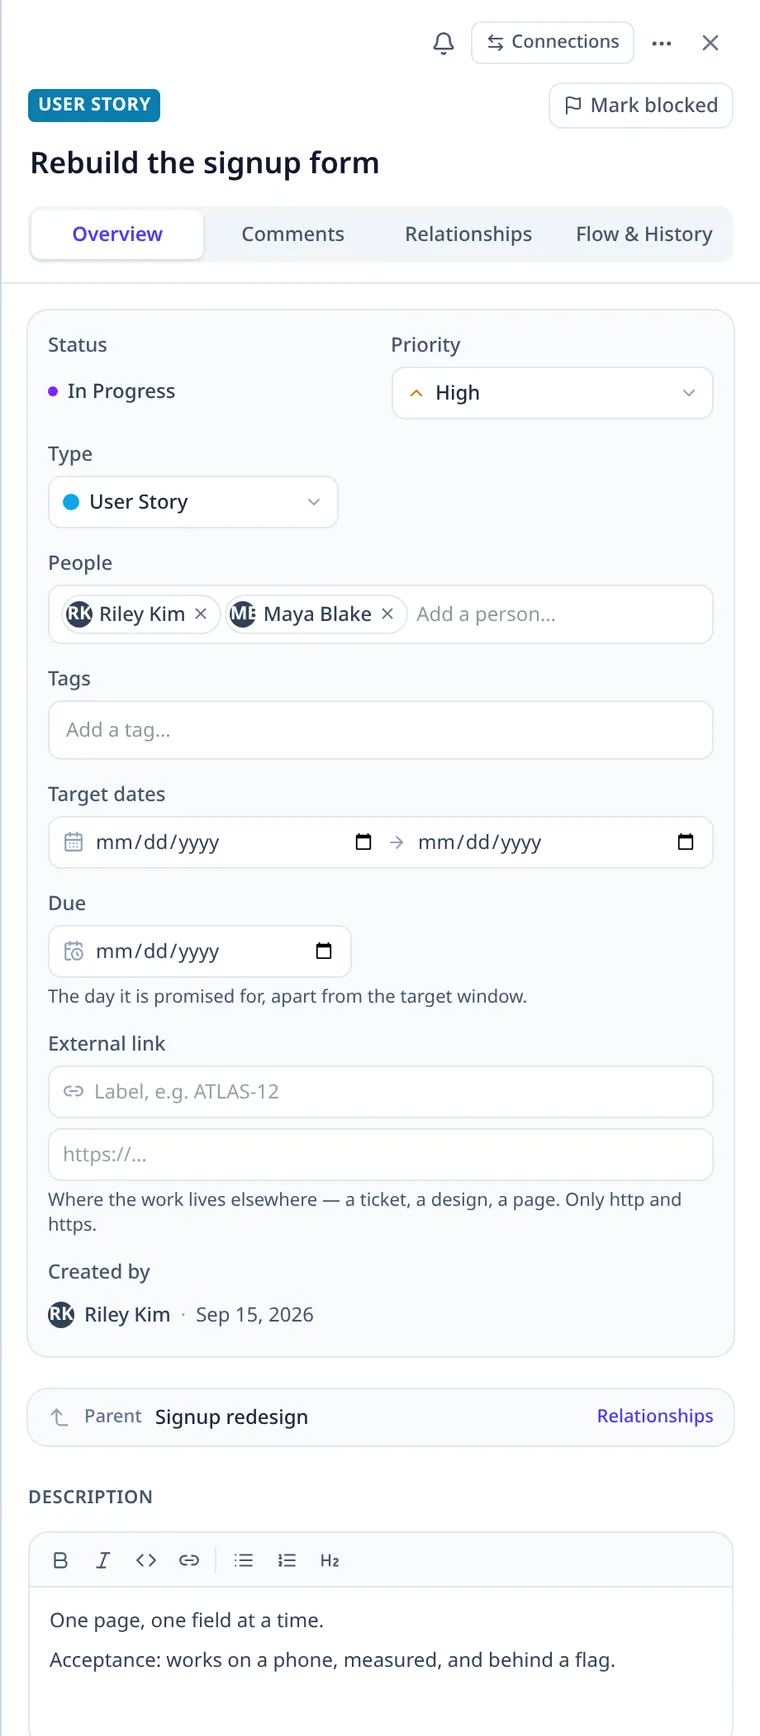 Connections
USER STORY
Mark blocked
Rebuild the signup form
Overview
Comments
Relationships
Flow & History
Status
Priority
In Progress
High
Type
User Story
People
RK Riley Kim
MB Maya Blake
Add a person...
Tags
Add a tag...
Target dates
mm/dd/yyyy
mm/dd/yyyy
Due
mm/dd/yyyy
The day it is promised for, apart from the target window.
External link
Label, e.g. ATLAS-12
https://...
Where the work lives elsewhere — a ticket, a design, a page. Only http and
https.
Created by
RK Riley Kim · Sep 15, 2026
Parent Signup redesign
Relationships
DESCRIPTION
B I H2
One page, one field at a time.
Acceptance: works on a phone, measured, and behind a flag.